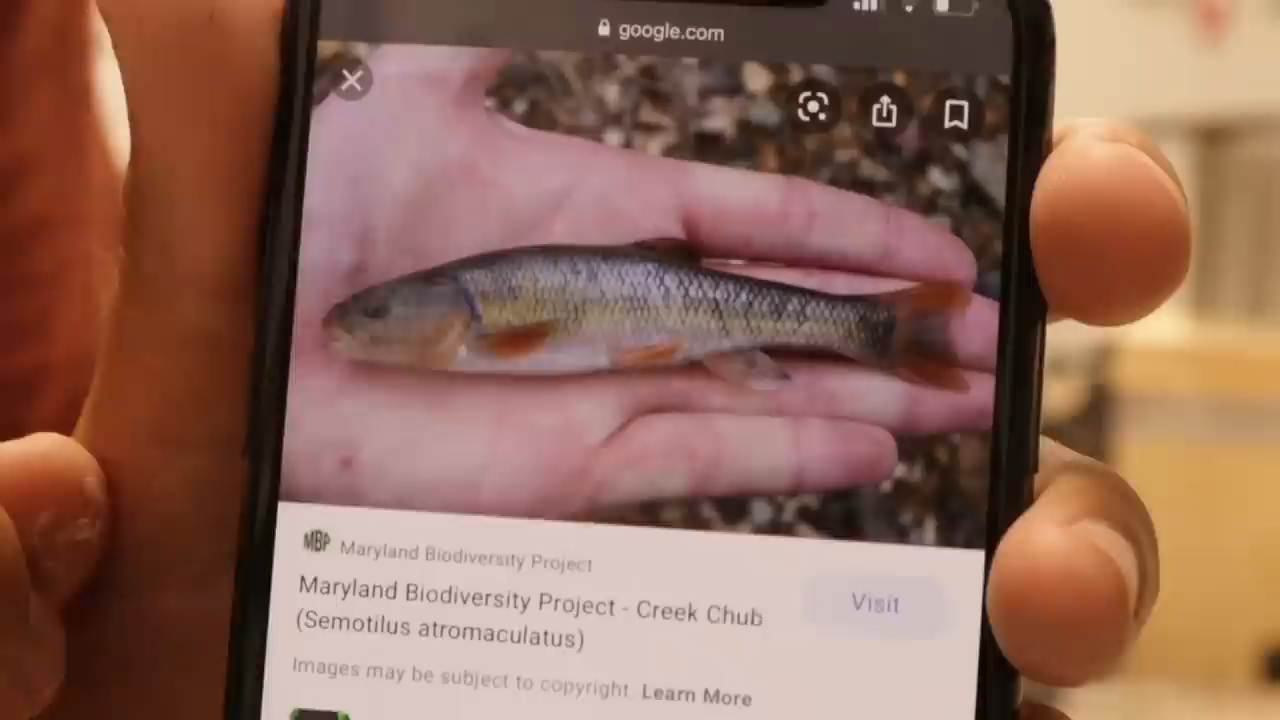 google.com
MBP Maryland Biodiversity Project
Maryland Biodiversity Project - Creek Chub
(Semotilus atromaculatus)
Visit
Images may be subject to copyright. Learn More